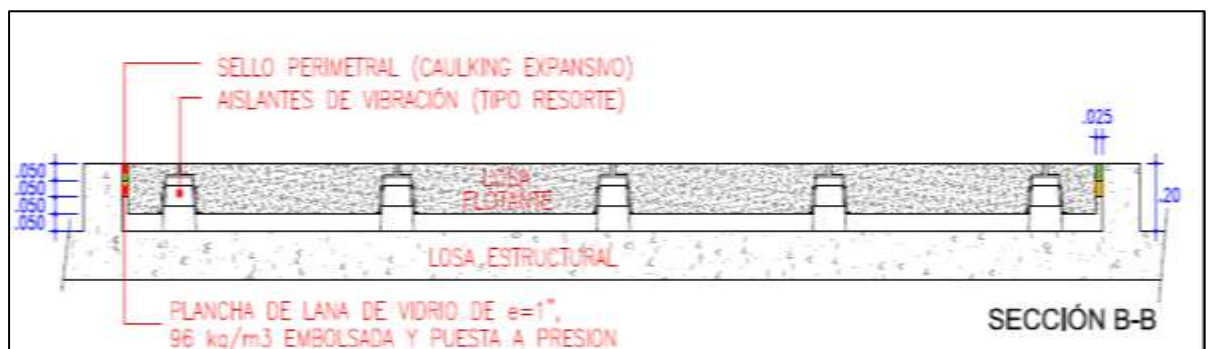 SELLO PERIMETRAL (CAULKING EXPANSIVO)
AISLANTES DE VIBRACIÓN (TIPO RESORTE)
.025
.050
.050
.050
.050
.20
LOSA
FLOTANTE
LOSA ESTRUCTURAL
PLANCHA DE LANA DE VIDRIO DE e=1",
96 kg/m3 EMBOLSADA Y PUESTA A PRESION
SECCIÓN B-B